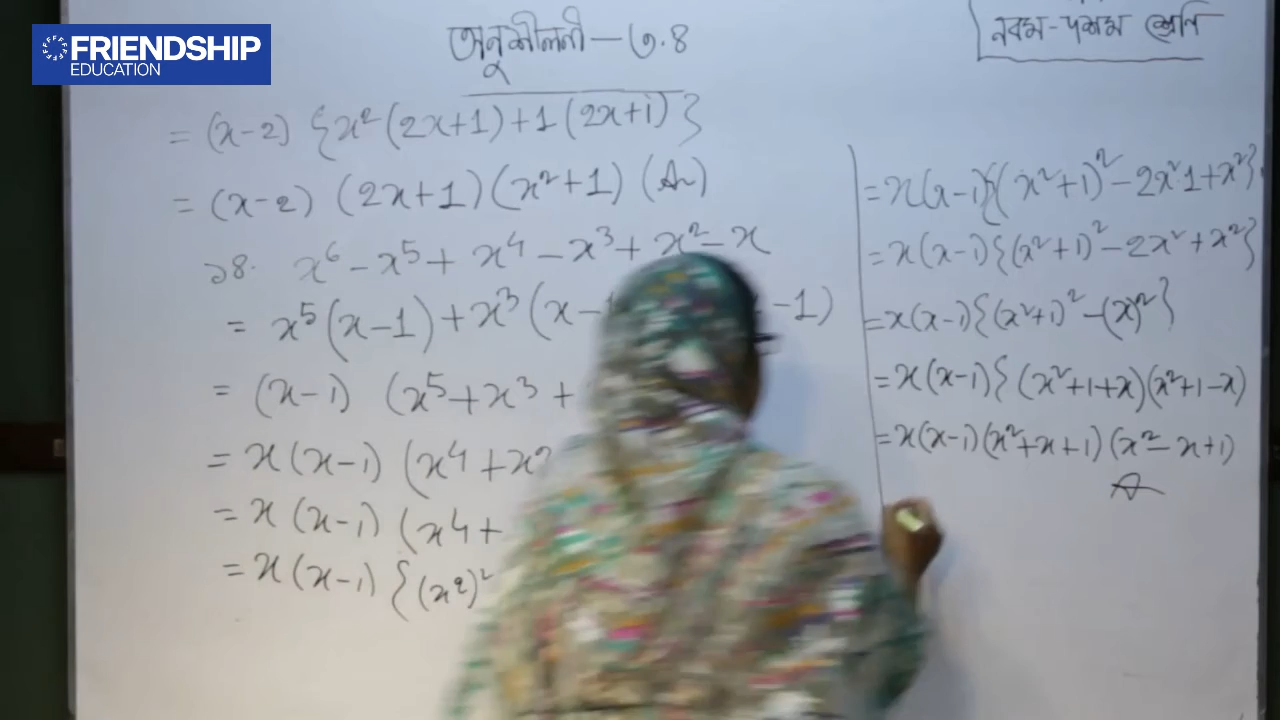 FRIENDSHIP
EDUCATION
অনুশীলনী — ৩.৪
নবম-দশম শ্রেণি
= (x-2) {x² (2x+1) + 1 (2x+1)}
= (x-2) (2x+1) (x²+1) (An)
১৪. x⁶ - x⁵ + x⁴ - x³ + x² - x
= x⁵ (x-1) + x³ (x- -1)
= (x-1) (x⁵ + x³ +
= x (x-1) (x⁴ + x²
= x (x-1) (x⁴ +
= x (x-1) {(x²)²
= x(x-1){(x²+1)² - 2x².1 + x²}
= x(x-1){(x²+1)² - 2x² + x²}
= x(x-1){(x²+1)² - (x)²}
= x(x-1){(x²+1+x)(x²+1-x)
= x(x-1)(x²+x+1)(x²-x+1)